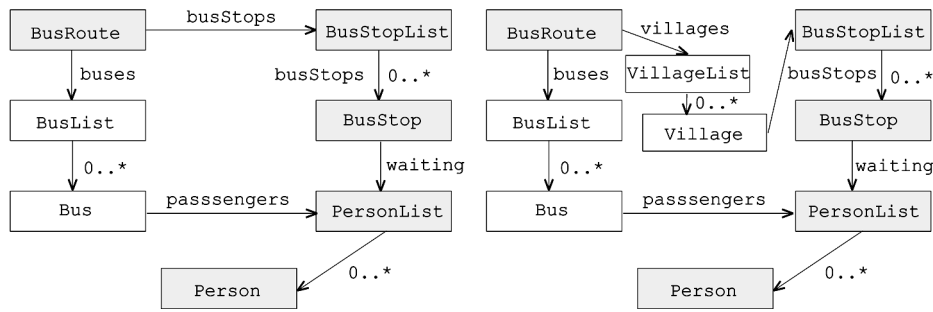 busStops
BusRoute
BusStopList
buses
busStops 0..*
BusList
BusStop
0..*
waiting
Bus
passsengers
PersonList
0..*
Person
BusRoute
villages
BusStopList
buses
VillageList
busStops 0..*
0..*
BusList
Village
BusStop
0..*
waiting
Bus
passsengers
PersonList
0..*
Person